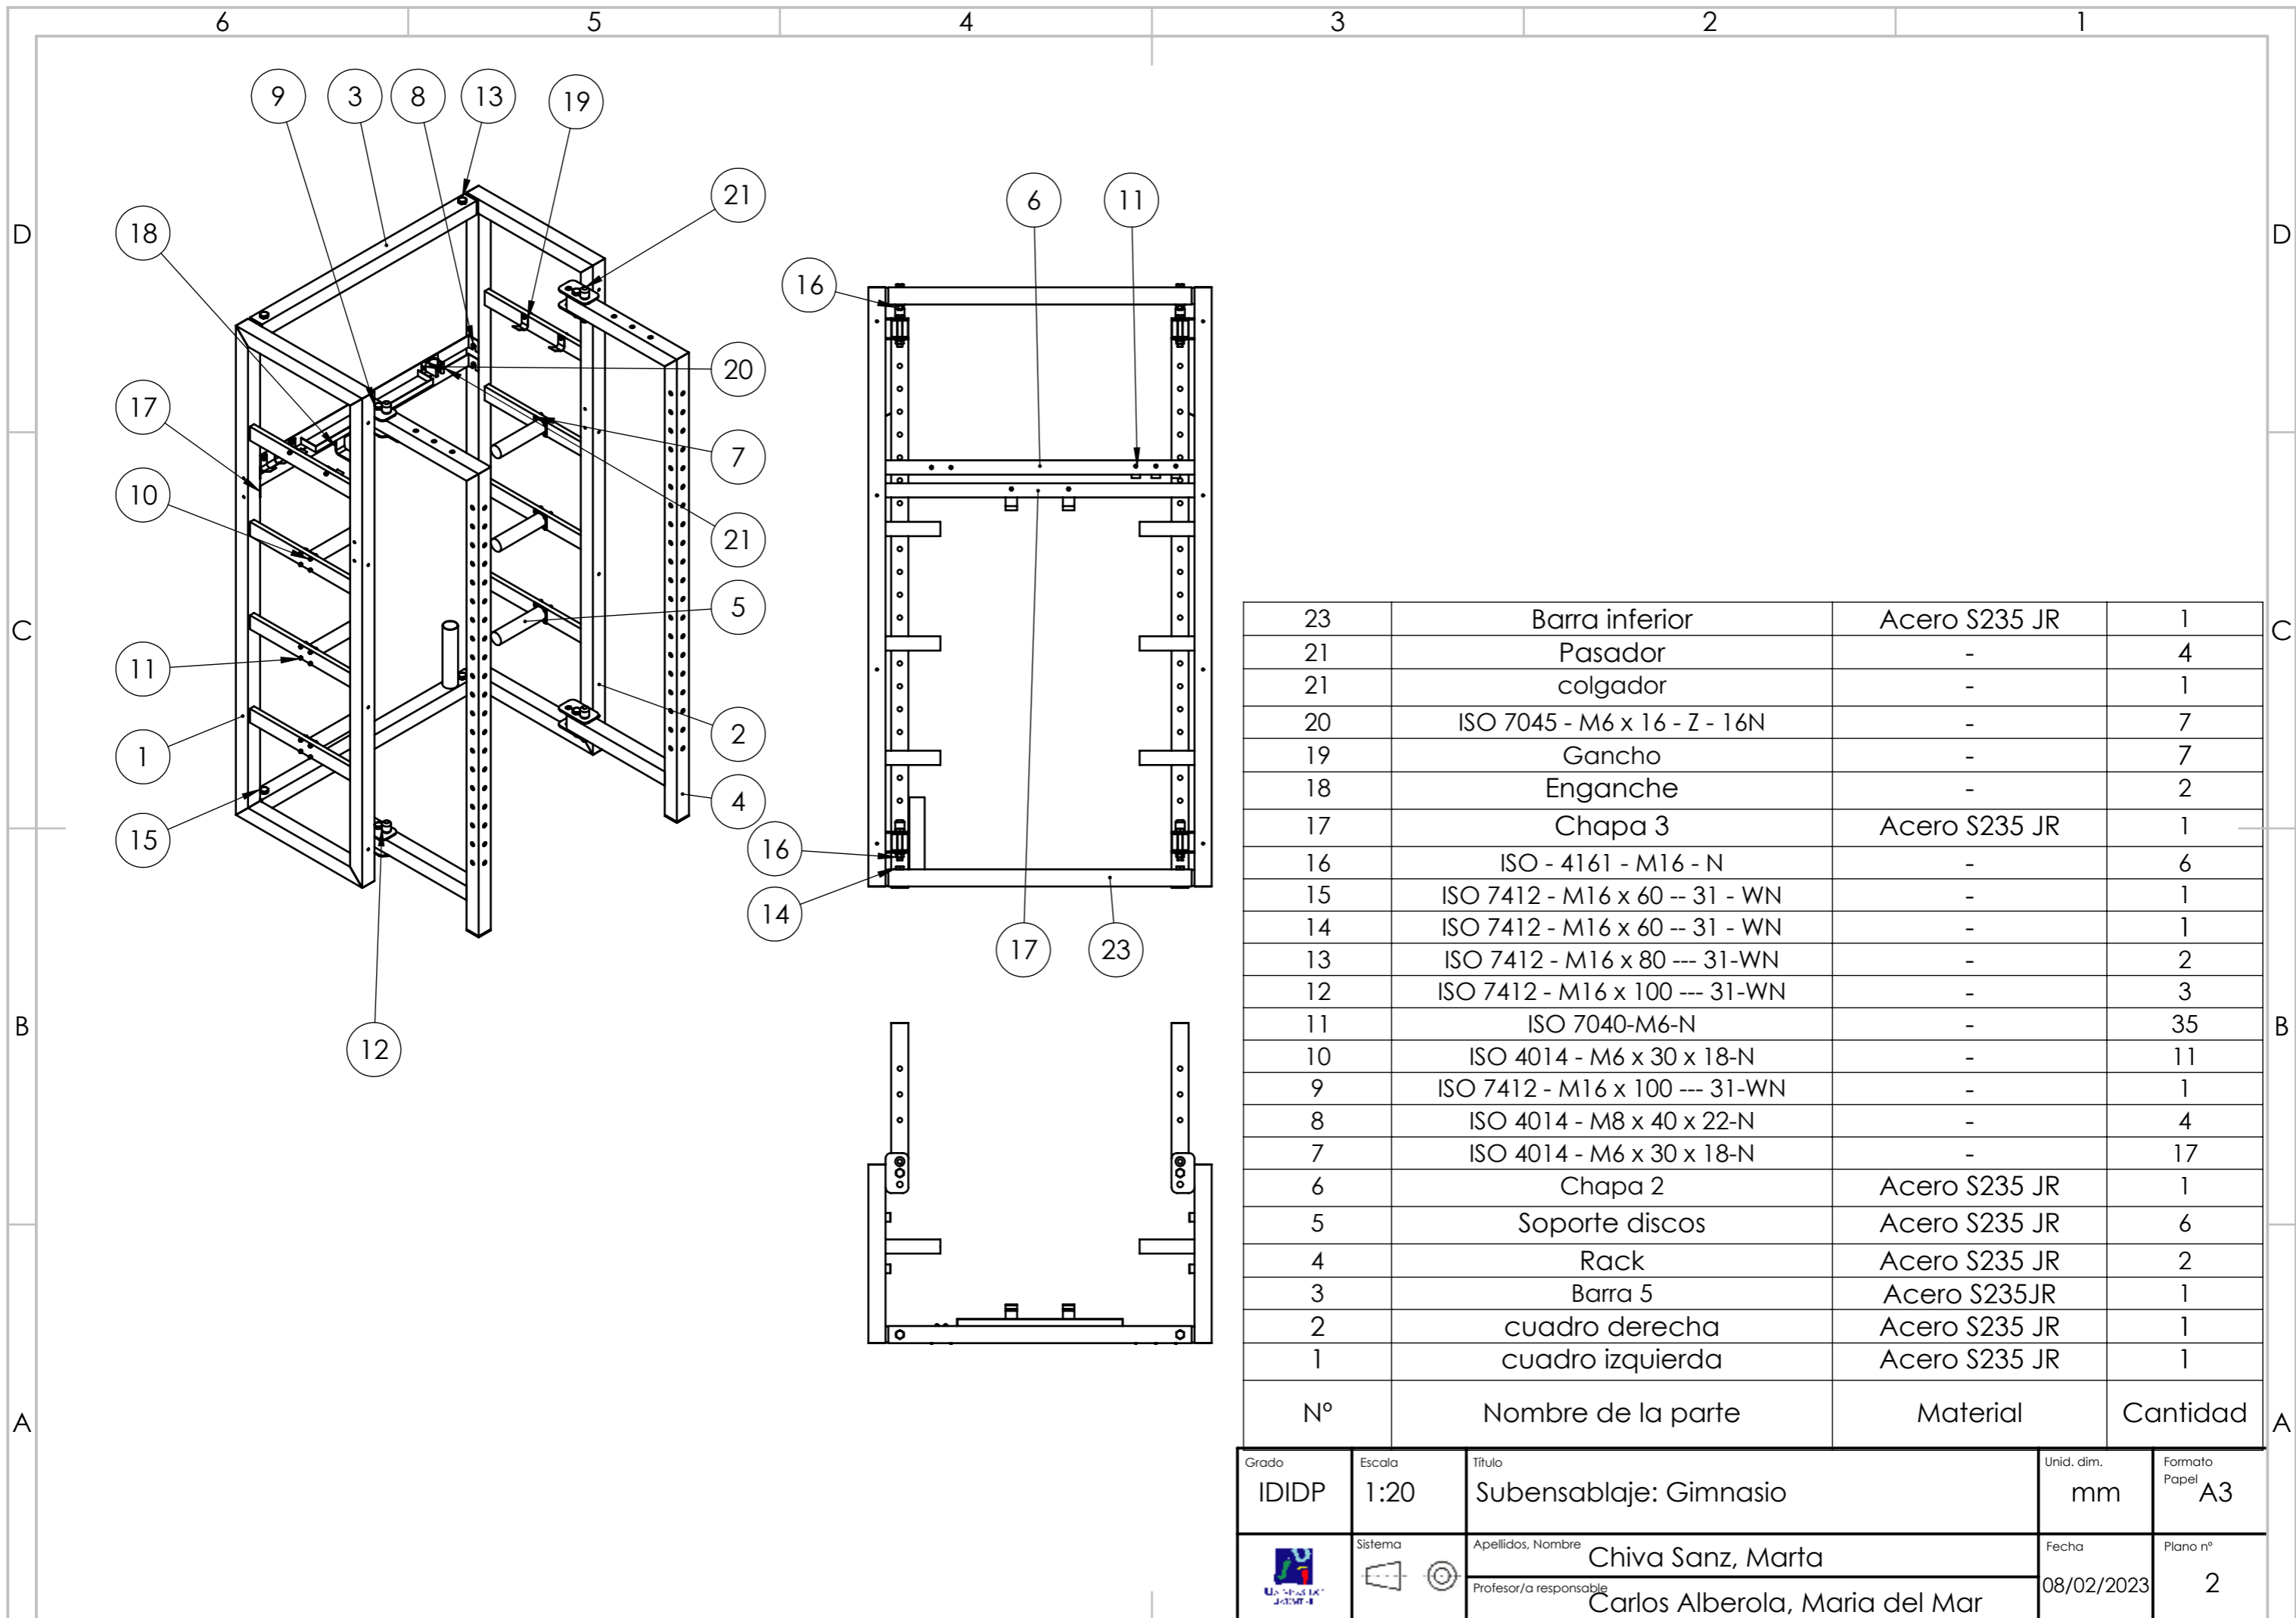 6 5 4 3 2 1
D D
C C
B B
A A
9 3 8 13 19
21
18
6 11
16
20
17
7
10
21
5
11
2
1
4
15
16
14
17 23
12
23 Barra inferior Acero S235 JR 1
21 Pasador - 4
21 colgador - 1
20 ISO 7045 - M6 x 16 - Z - 16N - 7
19 Gancho - 7
18 Enganche - 2
17 Chapa 3 Acero S235 JR 1
16 ISO - 4161 - M16 - N - 6
15 ISO 7412 - M16 x 60 -- 31 - WN - 1
14 ISO 7412 - M16 x 60 -- 31 - WN - 1
13 ISO 7412 - M16 x 80 --- 31-WN - 2
12 ISO 7412 - M16 x 100 --- 31-WN - 3
11 ISO 7040-M6-N - 35
10 ISO 4014 - M6 x 30 x 18-N - 11
9 ISO 7412 - M16 x 100 --- 31-WN - 1
8 ISO 4014 - M8 x 40 x 22-N - 4
7 ISO 4014 - M6 x 30 x 18-N - 17
6 Chapa 2 Acero S235 JR 1
5 Soporte discos Acero S235 JR 6
4 Rack Acero S235 JR 2
3 Barra 5 Acero S235JR 1
2 cuadro derecha Acero S235 JR 1
1 cuadro izquierda Acero S235 JR 1
Nº Nombre de la parte Material Cantidad
Grado Escala Título Unid. dim. Formato
Papel
IDIDP 1:20 Subensablaje: Gimnasio mm A3
Sistema Apellidos, Nombre Chiva Sanz, Marta Fecha Plano nº
Profesor/a responsable Carlos Alberola, Maria del Mar 08/02/2023 2